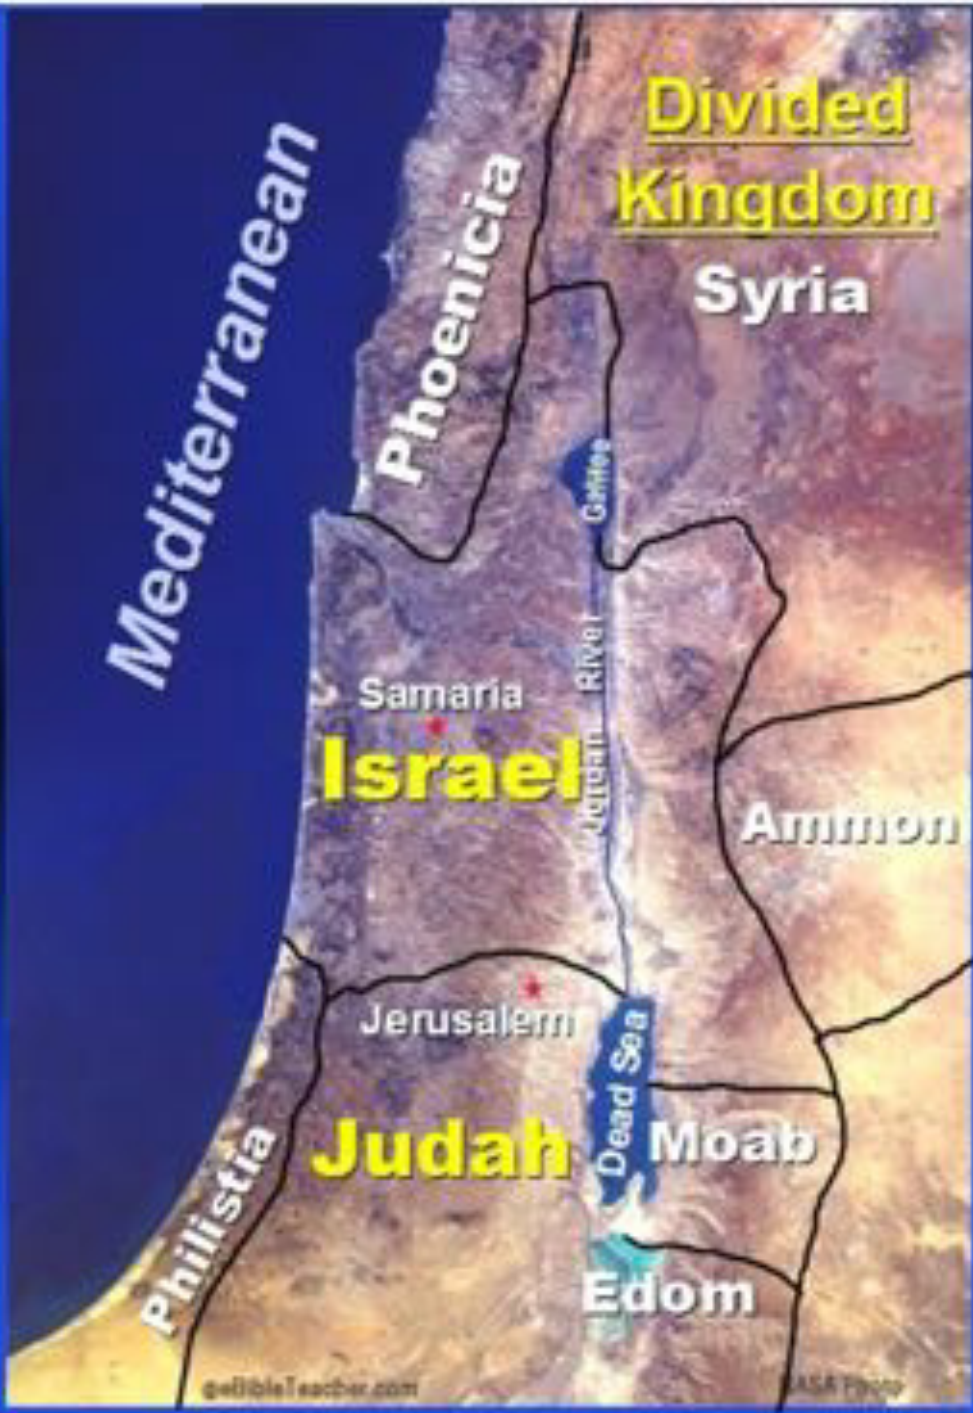 Divided
Kingdom
Syria
Mediterranean
Phoenicia
Galilee
Jordan River
Samaria
Israel
Ammon
Jerusalem
Dead Sea
Judah
Moab
Philistia
Edom
@eBibleTeacher.com
NASA Photo